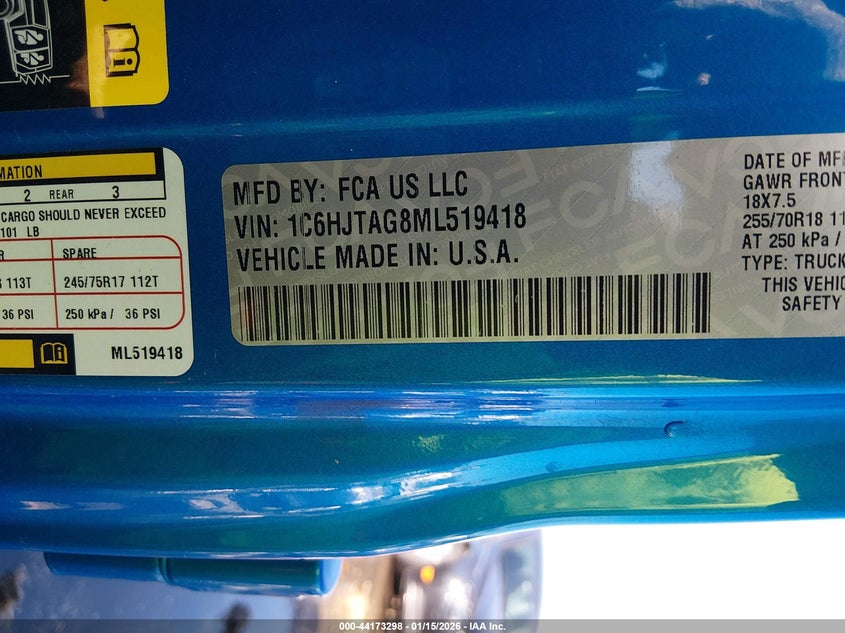 MATION
2 REAR 3
CARGO SHOULD NEVER EXCEED
101 LB
R SPARE
113T 245/75R17 112T
36 PSI 250 kPa / 36 PSI
ML519418
MFD BY: FCA US LLC
VIN: 1C6HJTAG8ML519418
VEHICLE MADE IN: U.S.A.
DATE OF MF
GAWR FRONT
18X7.5
255/70R18 11
AT 250 kPa /
TYPE: TRUCK
THIS VEHIC
SAFETY
000-44173298 - 01/15/2026 - IAA Inc.